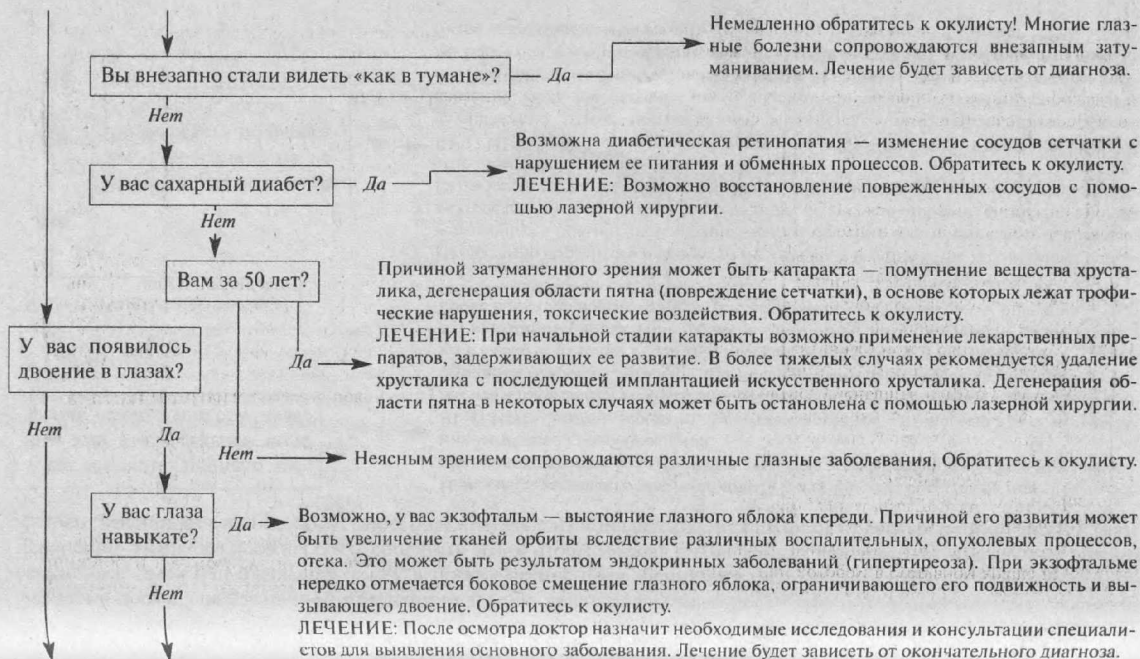 Немедленно обратитесь к окулисту! Многие глаз-
ные болезни сопровождаются внезапным зату-
маниванием. Лечение будет зависеть от диагноза.
Вы внезапно стали видеть «как в тумане»?
Да
Нет
Возможна диабетическая ретинопатия — изменение сосудов сетчатки с
нарушением ее питания и обменных процессов. Обратитесь к окулисту.
ЛЕЧЕНИЕ: Возможно восстановление поврежденных сосудов с помо-
щью лазерной хирургии.
У вас сахарный диабет?
Да
Нет
Вам за 50 лет?
Причиной затуманенного зрения может быть катаракта — помутнение вещества хруста-
лика, дегенерация области пятна (повреждение сетчатки), в основе которых лежат трофи-
ческие нарушения, токсические воздействия. Обратитесь к окулисту.
ЛЕЧЕНИЕ: При начальной стадии катаракты возможно применение лекарственных пре-
паратов, задерживающих ее развитие. В более тяжелых случаях рекомендуется удаление
хрусталика с последующей имплантацией искусственного хрусталика. Дегенерация об-
ласти пятна в некоторых случаях может быть остановлена с помощью лазерной хирургии.
Да
У вас появилось
двоение в глазах?
Нет
Да
Нет
Неясным зрением сопровождаются различные глазные заболевания. Обратитесь к окулисту.
У вас глаза
навыкате?
Да
Возможно, у вас экзофтальм — выстояние глазного яблока кпереди. Причиной его развития может
быть увеличение тканей орбиты вследствие различных воспалительных, опухолевых процессов,
отека. Это может быть результатом эндокринных заболеваний (гипертиреоза). При экзофтальме
нередко отмечается боковое смещение глазного яблока, ограничивающего его подвижность и вы-
зывающего двоение. Обратитесь к окулисту.
ЛЕЧЕНИЕ: После осмотра доктор назначит необходимые исследования и консультации специали-
стов для выявления основного заболевания. Лечение будет зависеть от окончательного диагноза.
Нет